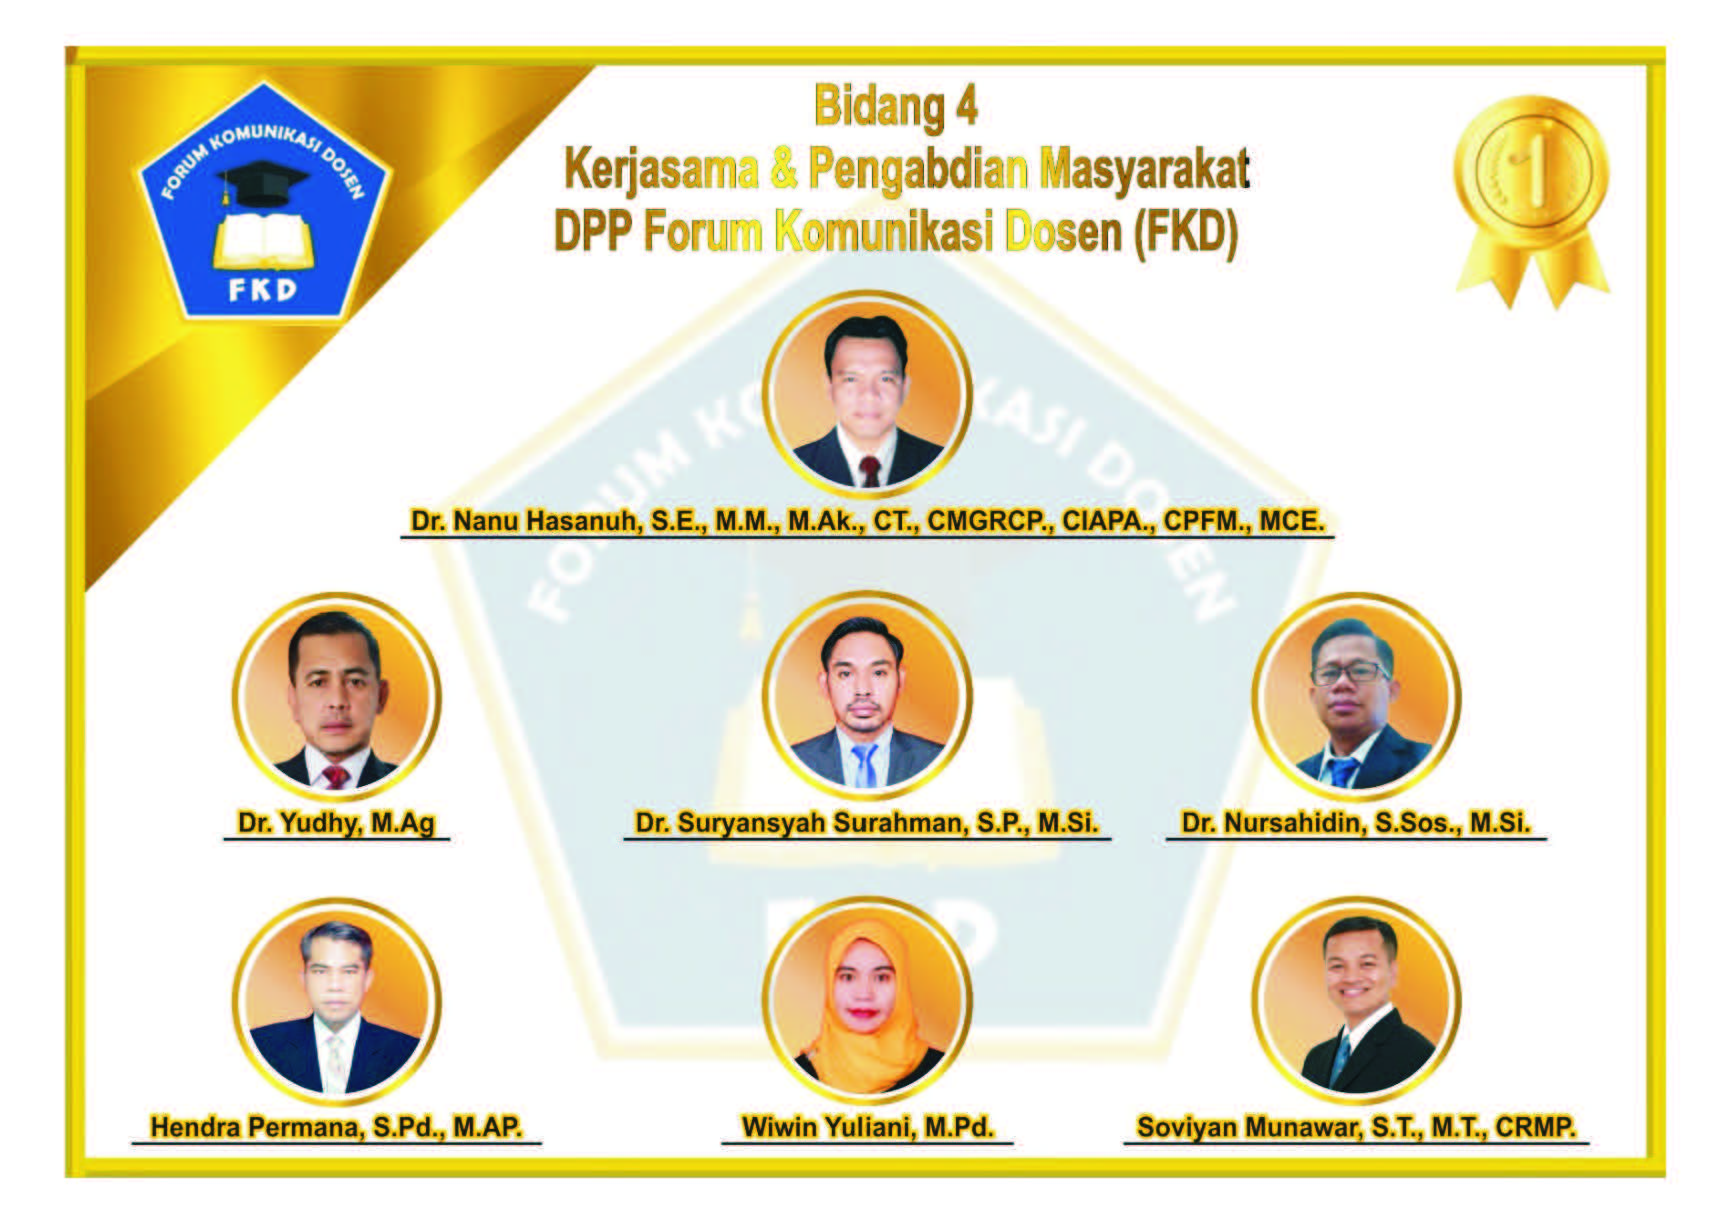 FORUM KOMUNIKASI DOSEN
FKD
Bidang 4
Kerjasama & Pengabdian Masyarakat
DPP Forum Komunikasi Dosen (FKD)
1
Dr. Nanu Hasanuh, S.E., M.M., M.Ak., CT., CMGRCP., CIAPA., CPFM., MCE.
Dr. Yudhy, M.Ag
Dr. Suryansyah Surahman, S.P., M.Si.
Dr. Nursahidin, S.Sos., M.Si.
Hendra Permana, S.Pd., M.AP.
Wiwin Yuliani, M.Pd.
Soviyan Munawar, S.T., M.T., CRMP.